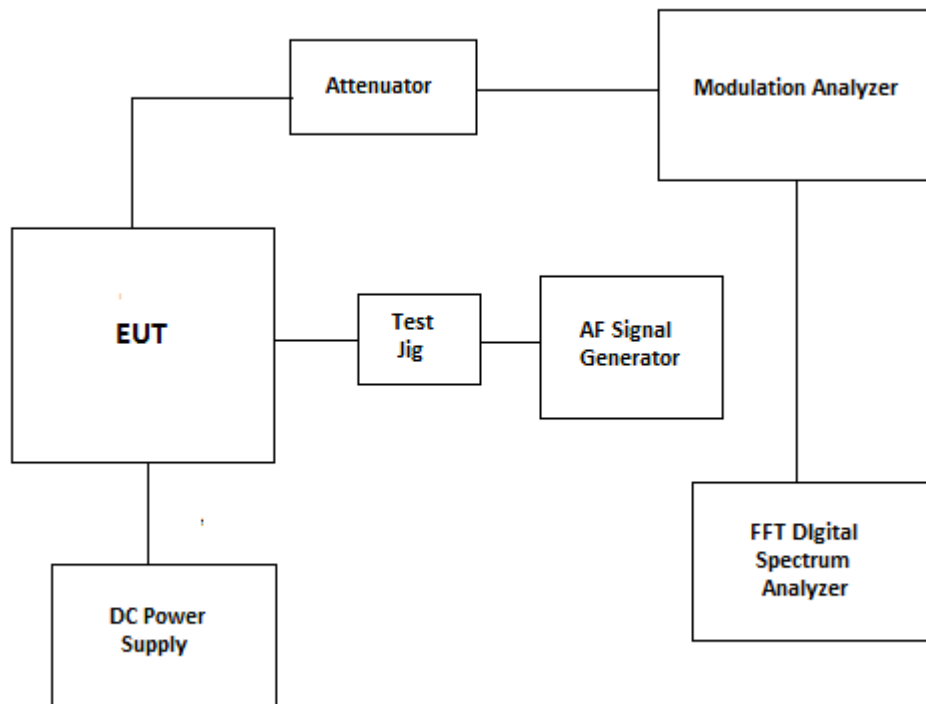 Attenuator
Modulation Analyzer
EUT
Test
Jig
AF Signal
Generator
FFT DIgital
Spectrum
Analyzer
DC Power
Supply